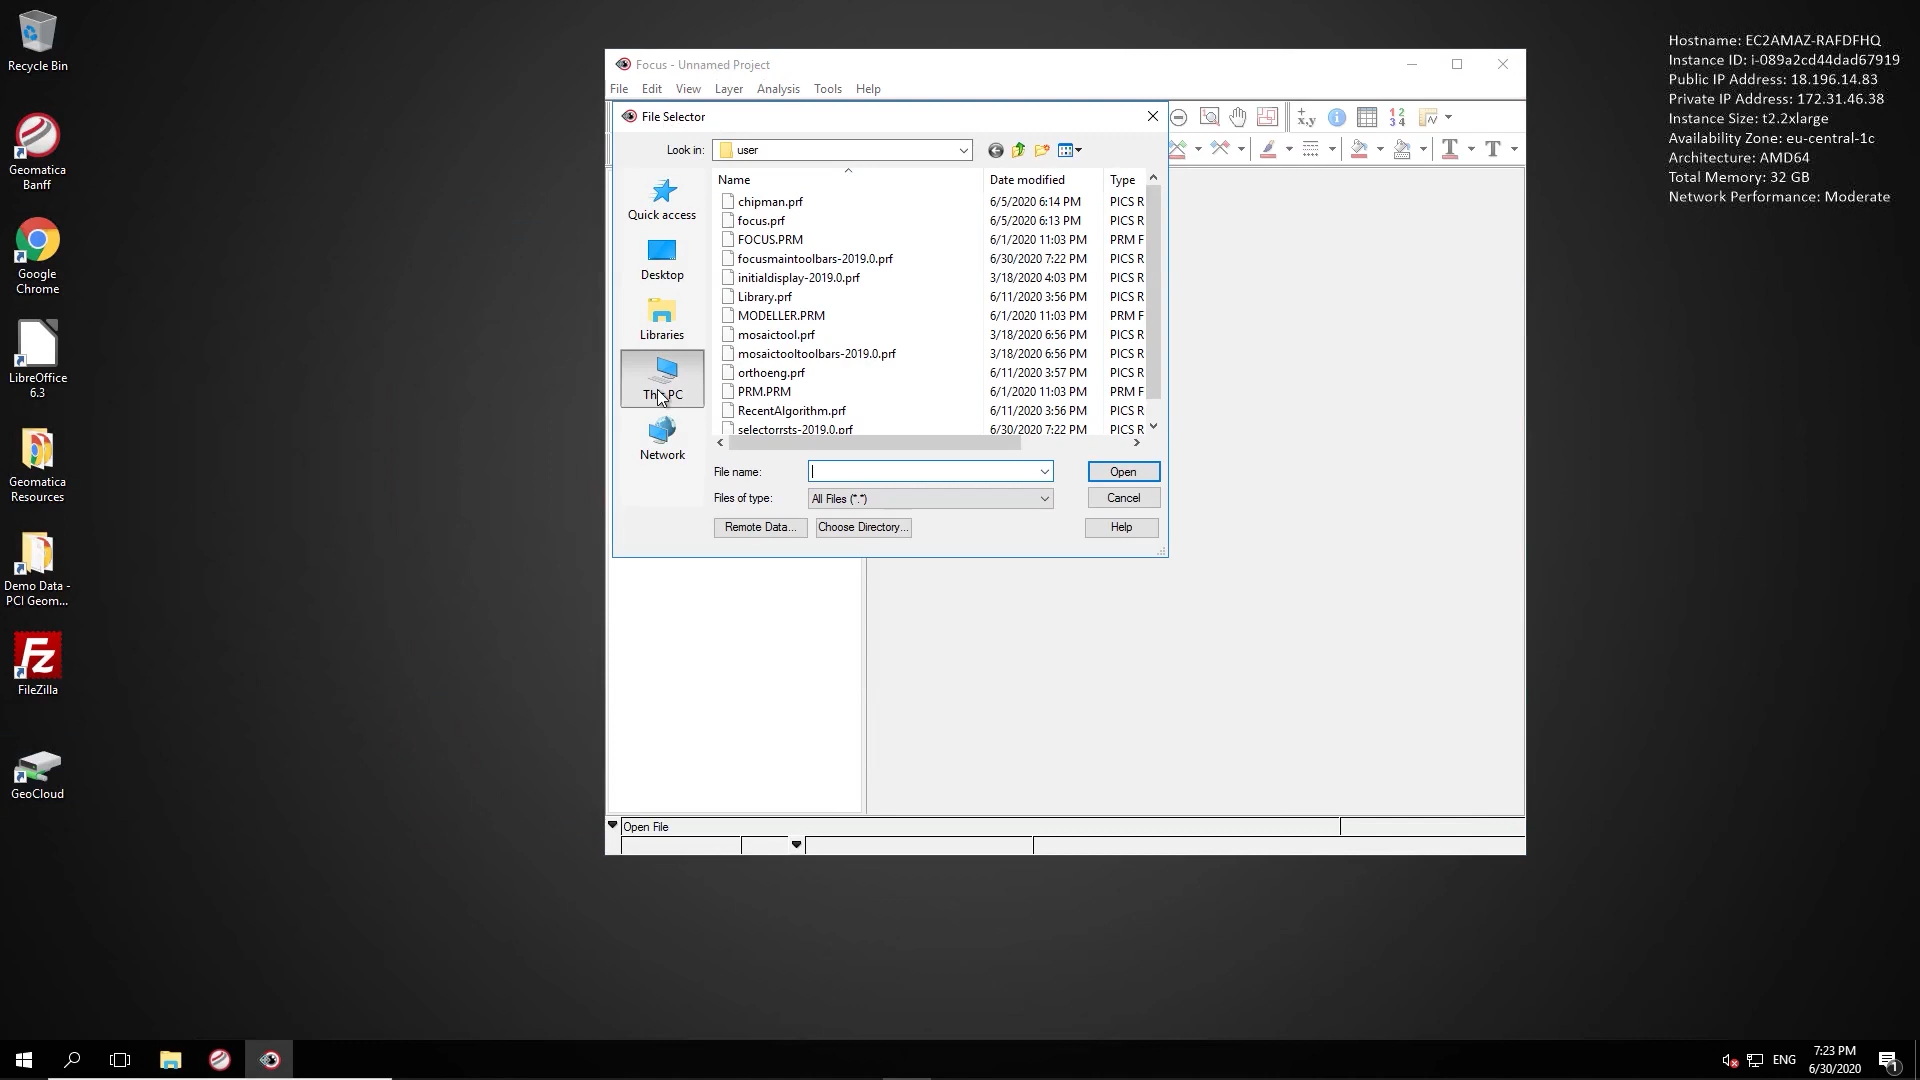 Recycle Bin
Geomatica
Banff
Google
Chrome
LibreOffice
6.3
Geomatica
Resources
Demo Data -
PCI Geom...
FileZilla
GeoCloud
Hostname: EC2AMAZ-RAFDFHQ
Instance ID: i-089a2cd44dad67919
Public IP Address: 18.196.14.83
Private IP Address: 172.31.46.38
Instance Size: t2.2xlarge
Availability Zone: eu-central-1c
Architecture: AMD64
Total Memory: 32 GB
Network Performance: Moderate
Focus - Unnamed Project
File Edit View Layer Analysis Tools Help
File Selector
Look in: user
Quick access
Desktop
Libraries
This PC
Network
Name Date modified Type
chipman.prf 6/5/2020 6:14 PM PICS R
focus.prf 6/5/2020 6:13 PM PICS R
FOCUS.PRM 6/1/2020 11:03 PM PRM F
focusmaintoolbars-2019.0.prf 6/30/2020 7:22 PM PICS R
initialdisplay-2019.0.prf 3/18/2020 4:03 PM PICS R
Library.prf 6/11/2020 3:56 PM PICS R
MODELLER.PRM 6/1/2020 11:03 PM PRM F
mosaictool.prf 3/18/2020 6:56 PM PICS R
mosaictooltoolbars-2019.0.prf 3/18/2020 6:56 PM PICS R
orthoeng.prf 6/11/2020 3:57 PM PICS R
PRM.PRM 6/1/2020 11:03 PM PRM F
RecentAlgorithm.prf 6/11/2020 3:56 PM PICS R
selectorrsts-2019.0.prf 6/30/2020 7:22 PM PICS R
File name: Open
Files of type: All Files (*.*) Cancel
Remote Data... Choose Directory... Help
Open File
ENG
7:23 PM
6/30/2020
1